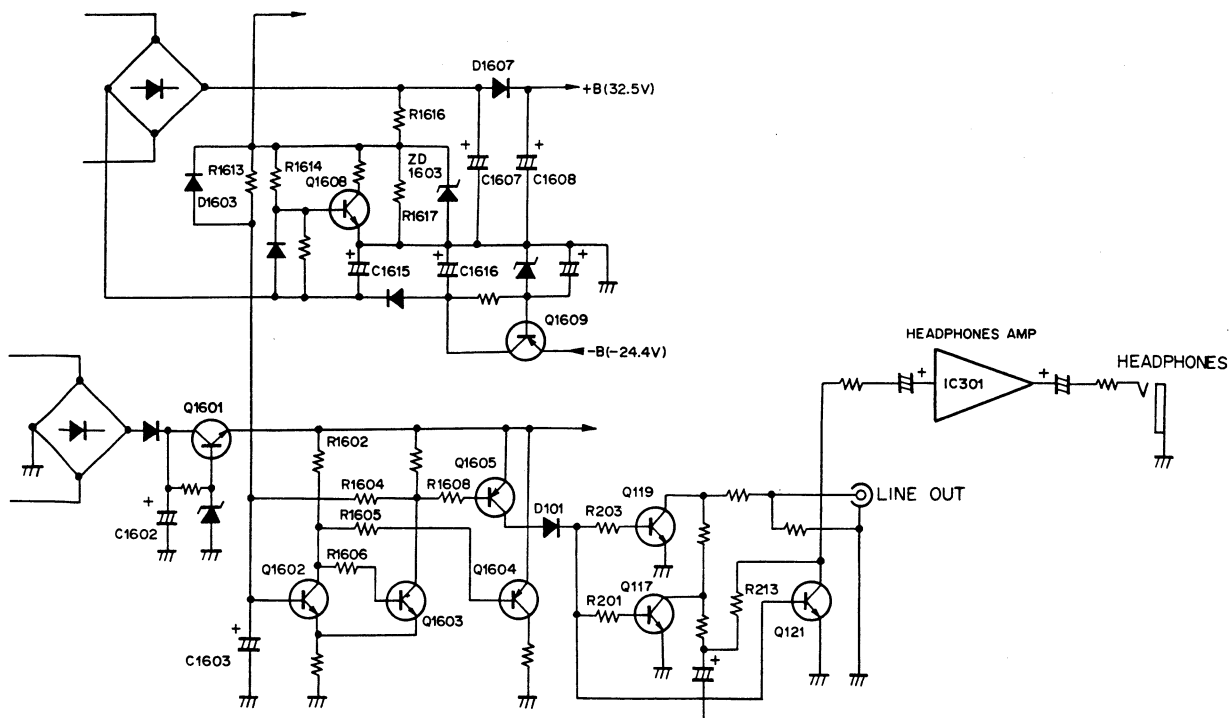 D1607
+B(32.5V)
R1616
+
+
R1613
R1614
ZD
1603
C1607
C1608
Q1608
D1603
R1617
+
+
+
C1615
C1616
Q1609
-B(-24.4V)
HEADPHONES AMP
HEADPHONES
+
IC301
+
Q1601
R1602
Q1605
R1604
R1608
Q119
LINE OUT
D101
R1605
R203
+
C1602
R1606
Q1602
Q1604
Q117
R213
R201
Q1603
Q121
+
C1603
+